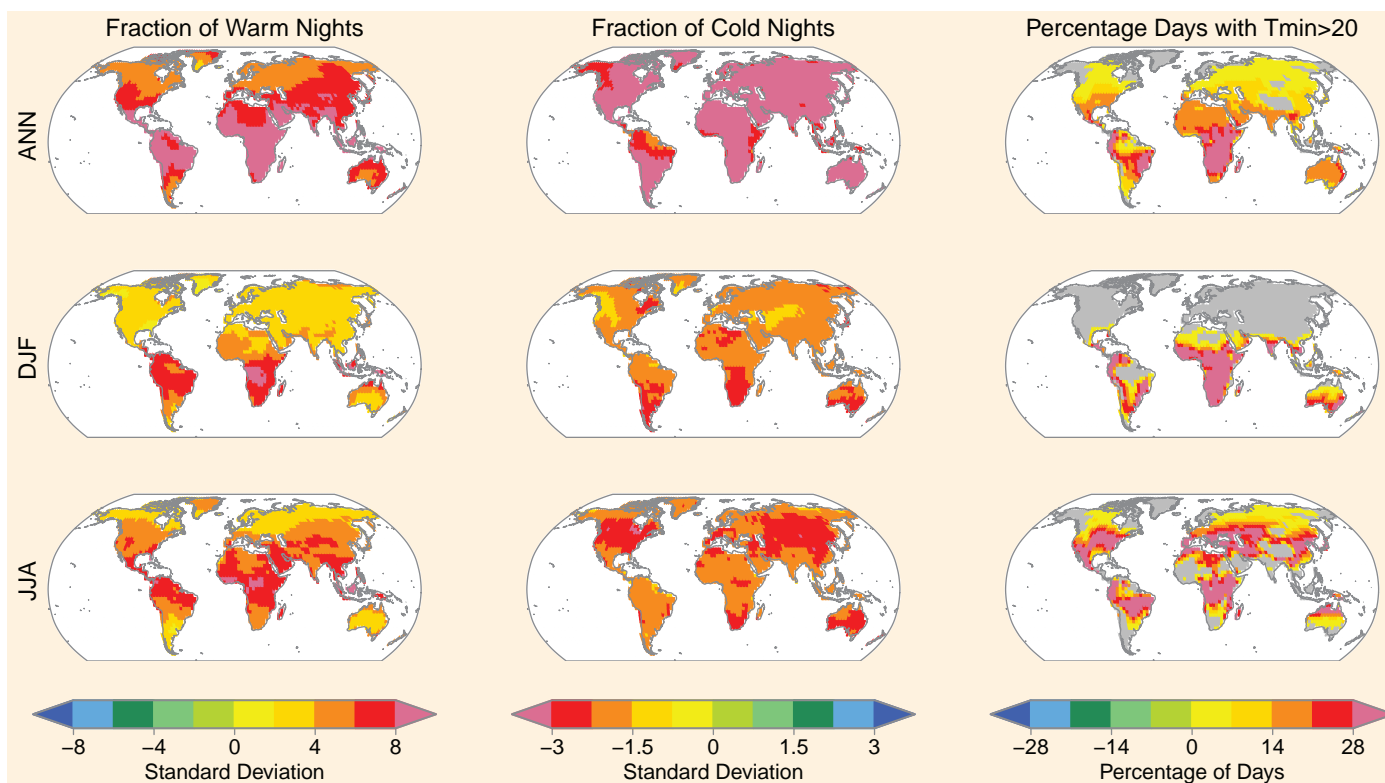 Fraction of Warm Nights
Fraction of Cold Nights
Percentage Days with Tmin>20
ANN
DJF
JJA
−8 −4 0 4 8
Standard Deviation
−3 −1.5 0 1.5 3
Standard Deviation
−28 −14 0 14 28
Percentage of Days